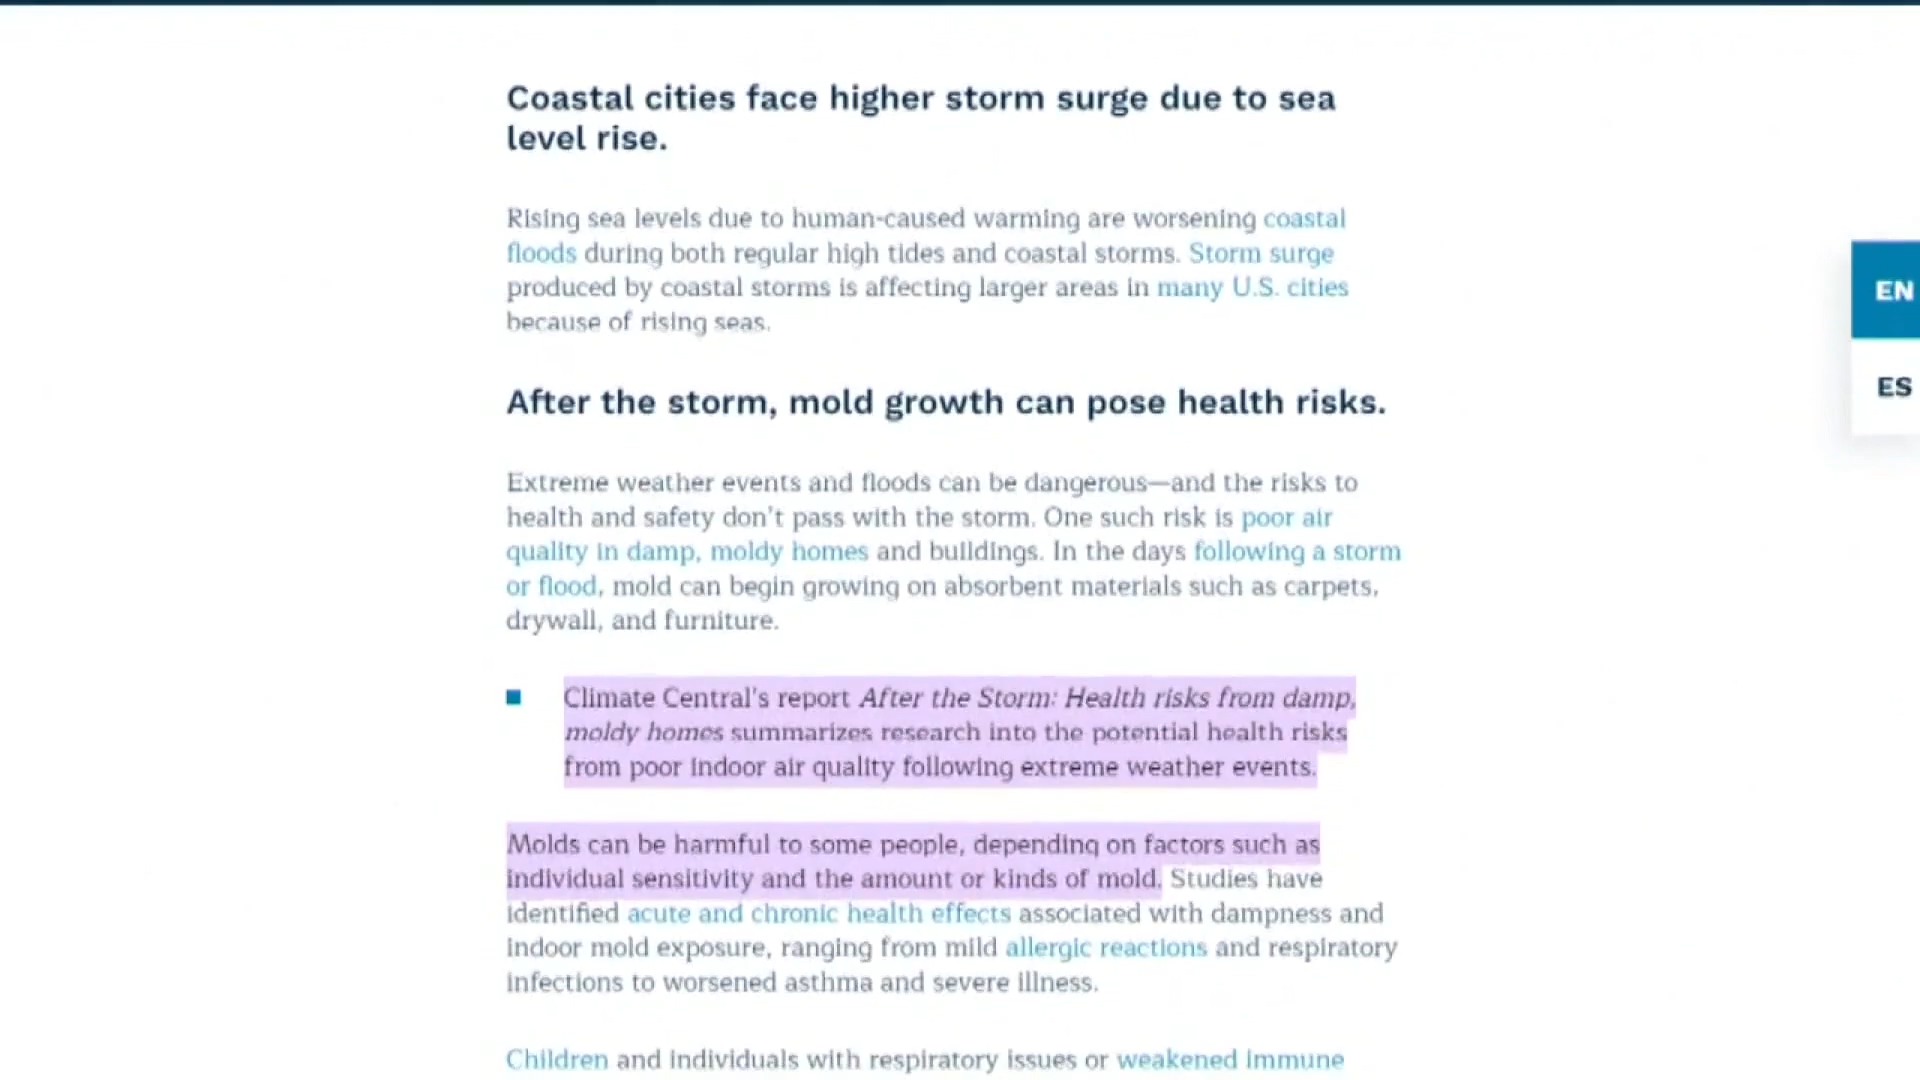 Coastal cities face higher storm surge due to sea
level rise.
Rising sea levels due to human-caused warming are worsening coastal
floods during both regular high tides and coastal storms. Storm surge
produced by coastal storms is affecting larger areas in many U.S. cities
because of rising seas.
EN
ES
After the storm, mold growth can pose health risks.
Extreme weather events and floods can be dangerous—and the risks to
health and safety don't pass with the storm. One such risk is poor air
quality in damp, moldy homes and buildings. In the days following a storm
or flood, mold can begin growing on absorbent materials such as carpets,
drywall, and furniture.
Climate Central's report After the Storm: Health risks from damp,
moldy homes summarizes research into the potential health risks
from poor indoor air quality following extreme weather events.
Molds can be harmful to some people, depending on factors such as
individual sensitivity and the amount or kinds of mold. Studies have
identified acute and chronic health effects associated with dampness and
indoor mold exposure, ranging from mild allergic reactions and respiratory
infections to worsened asthma and severe illness.
Children and individuals with respiratory issues or weakened immune